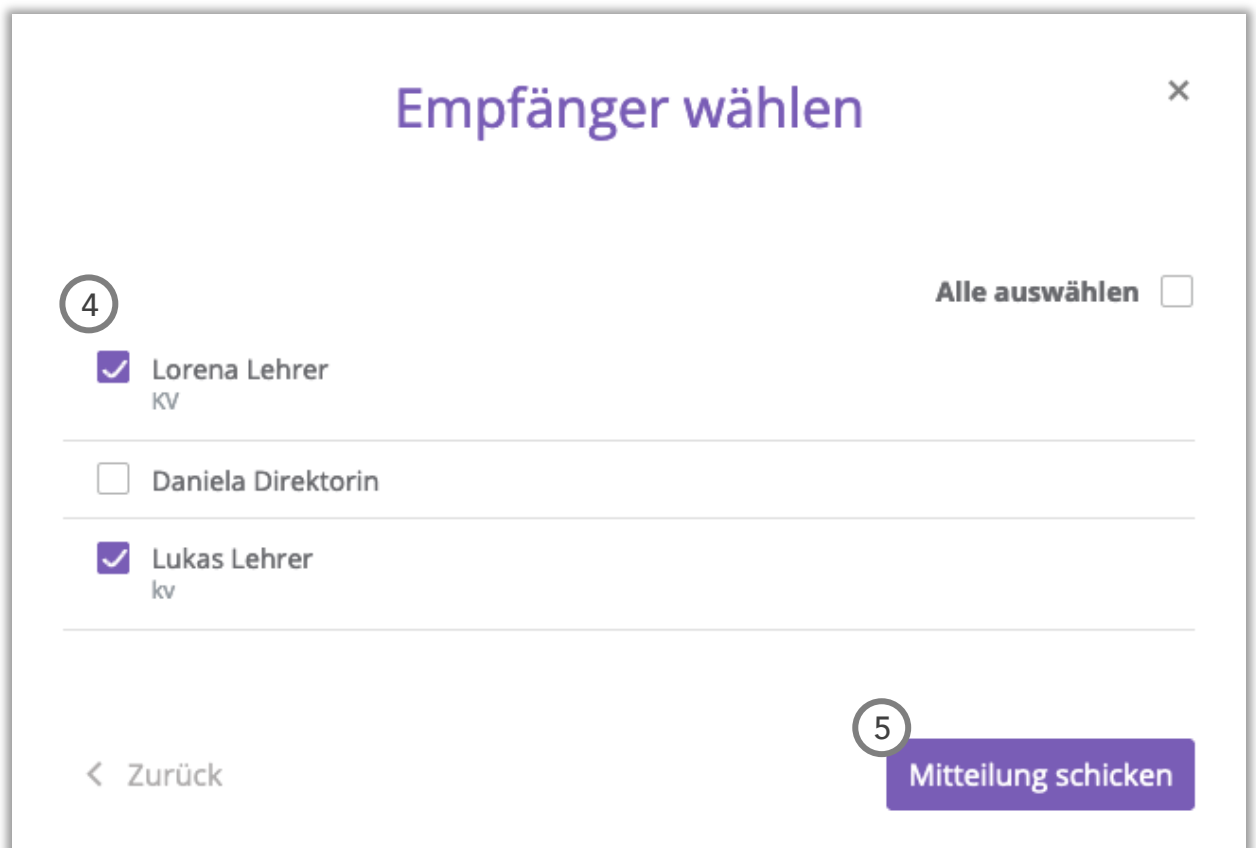 Empfänger wählen
×
4
Alle auswählen
Lorena Lehrer
KV
Daniela Direktorin
Lukas Lehrer
kv
5
< Zurück
Mitteilung schicken